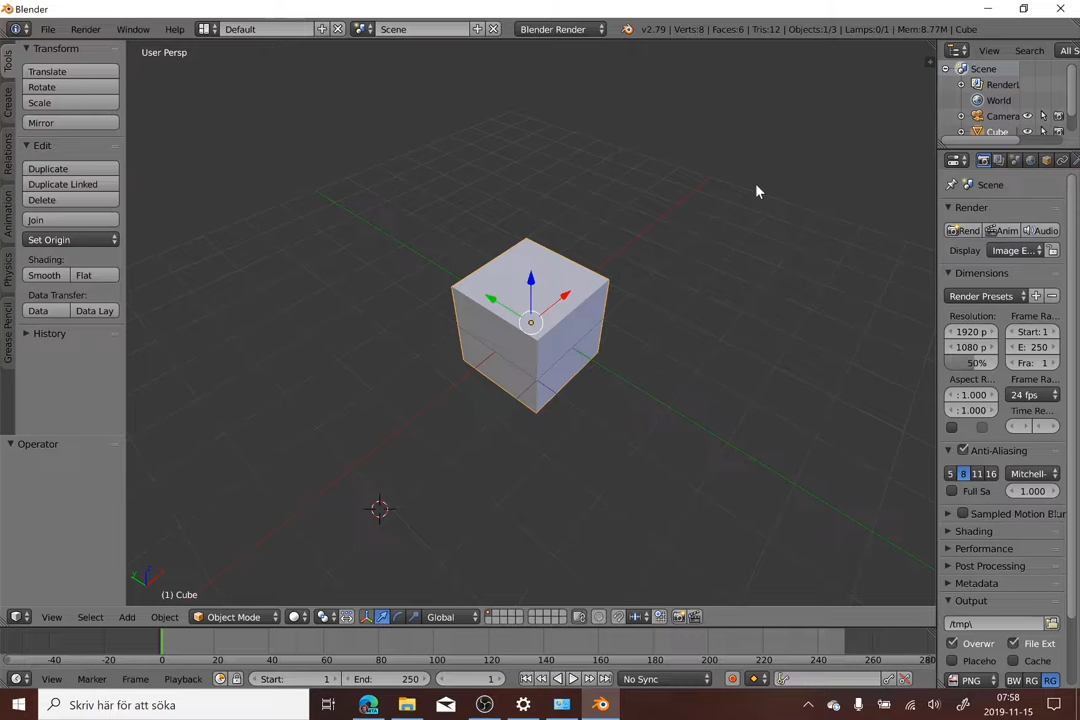 Blender
File Render Window Help Default Scene Blender Render v2.79 | Verts:8 | Faces:6 | Tris:12 | Objects:1/3 | Lamps:0/1 | Mem:8.77M | Cube
Transform
User Persp
View Search All S
Tools
Translate
Rotate
Scale
Mirror
Create
Edit
Duplicate
Duplicate Linked
Delete
Join
Set Origin
Relations
Shading:
Smooth Flat
Data Transfer:
Data Data Lay
History
Animation
Physics
Grease Pencil
Operator
Scene
RenderL
World
Camera
Cube
Scene
Render
Rend Anim Audio
Display Image E...
Dimensions
Render Presets
Resolution: Frame Ra...
1920 p Start: 1
1080 p E: 250
50% Fra: 1
Aspect R... Frame Ra...
: 1.000 24 fps
: 1.000 Time Re...
Anti-Aliasing
5 8 11 16 Mitchell-
Full Sa 1.000
Sampled Motion Blur
Shading
Performance
Post Processing
Metadata
Output
/tmp\
Overwr File Ext
Placeho Cache
PNG BW RG RG
(1) Cube
View Select Add Object Object Mode Global
-40 -20 0 20 40 60 80 100 120 140 160 180 200 220 240 260 280
View Marker Frame Playback Start: 1 End: 250 1 No Sync
Skriv här för att söka
07:58
2019-11-15